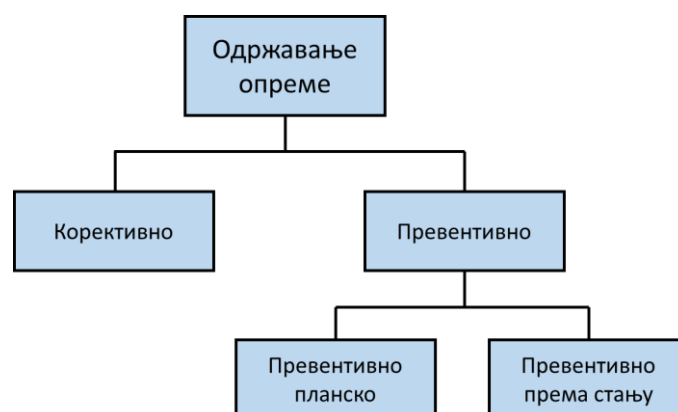 Одржавање
опреме
Корективно
Превентивно
Превентивно
планско
Превентивно
према стању